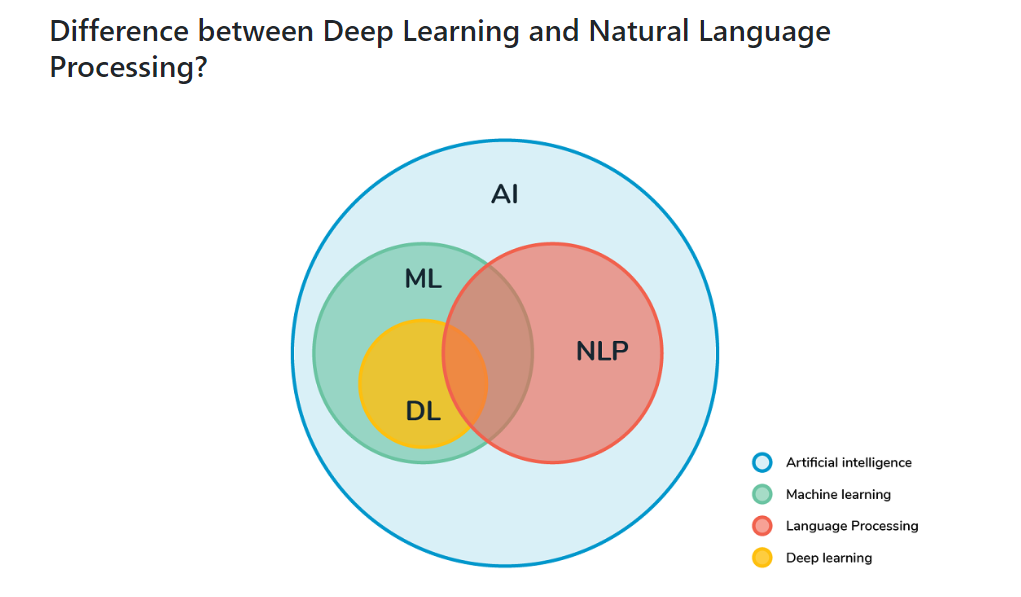 Difference between Deep Learning and Natural Language
Processing?
AI
ML
NLP
DL
Artificial intelligence
Machine learning
Language Processing
Deep learning